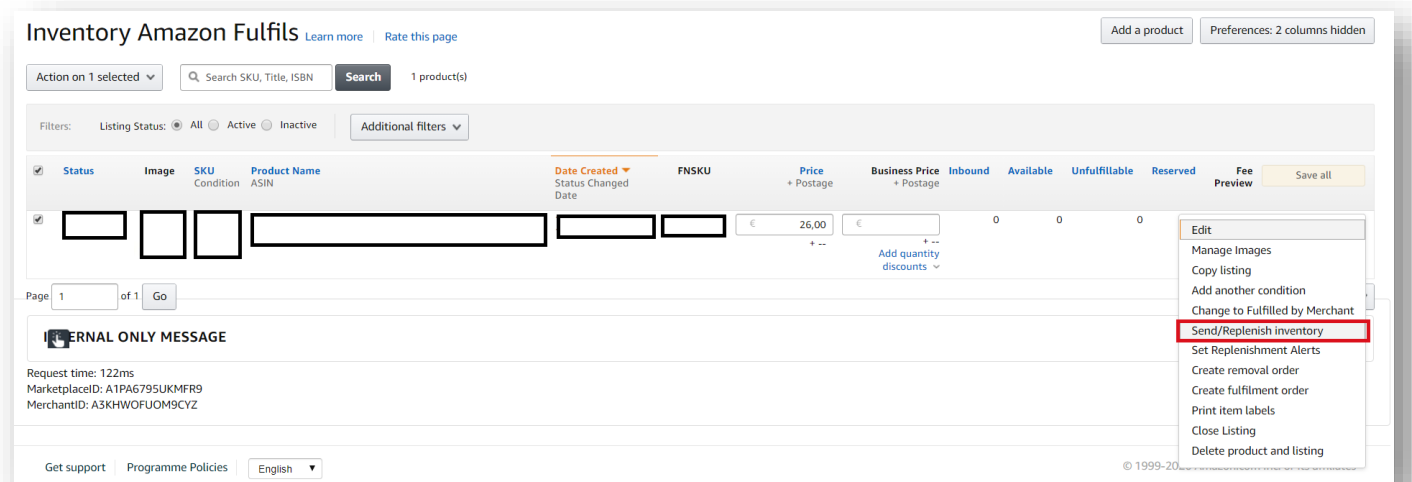 Inventory Amazon Fulfils Learn more Rate this page
Add a product Preferences: 2 columns hidden
Action on 1 selected Search SKU, Title, ISBN Search 1 product(s)
Filters: Listing Status: All Active Inactive Additional filters
Status Image SKU Product Name Date Created FNSKU Price Business Price Inbound Available Unfulfillable Reserved Fee Save all
Condition ASIN Status Changed + Postage + Postage Preview
Date
€ 26,00 € 0 0 0
+ -- + --
Add quantity
discounts
Edit
Manage Images
Copy listing
Add another condition
Change to Fulfilled by Merchant
Send/Replenish inventory
Set Replenishment Alerts
Create removal order
Create fulfilment order
Print item labels
Close Listing
Delete product and listing
Page 1 of 1 Go
ERNAL ONLY MESSAGE
Request time: 122ms
MarketplaceID: A1PA6795UKMFR9
MerchantID: A3KHWOFUOM9CYZ
Get support Programme Policies English
© 1999-20